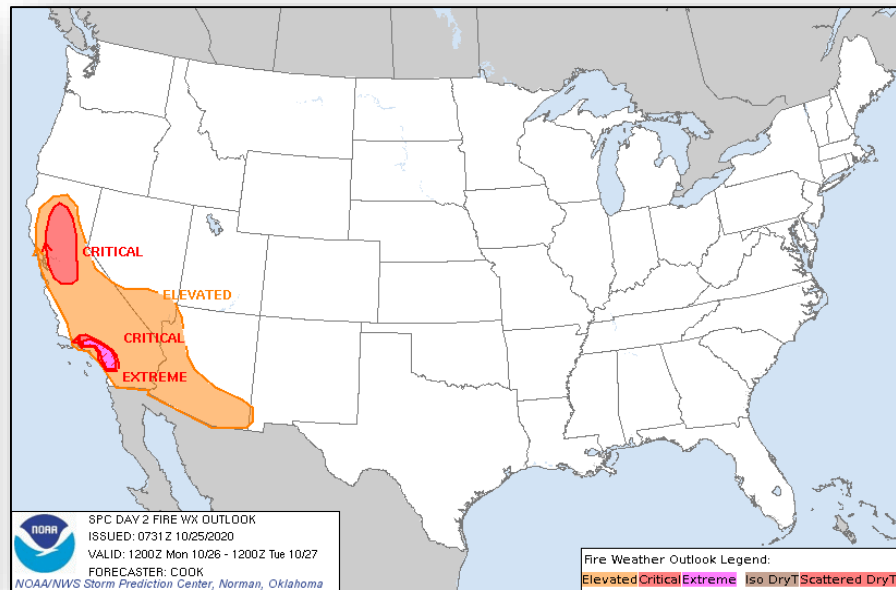 CRITICAL
ELEVATED
CRITICAL
EXTREME
NOAA
SPC DAY 2 FIRE WX OUTLOOK
ISSUED: 0731Z 10/25/2020
VALID: 1200Z Mon 10/26 - 1200Z Tue 10/27
FORECASTER: COOK
NOAA/NWS Storm Prediction Center, Norman, Oklahoma
Fire Weather Outlook Legend:
Elevated Critical Extreme Iso DryT Scattered DryT